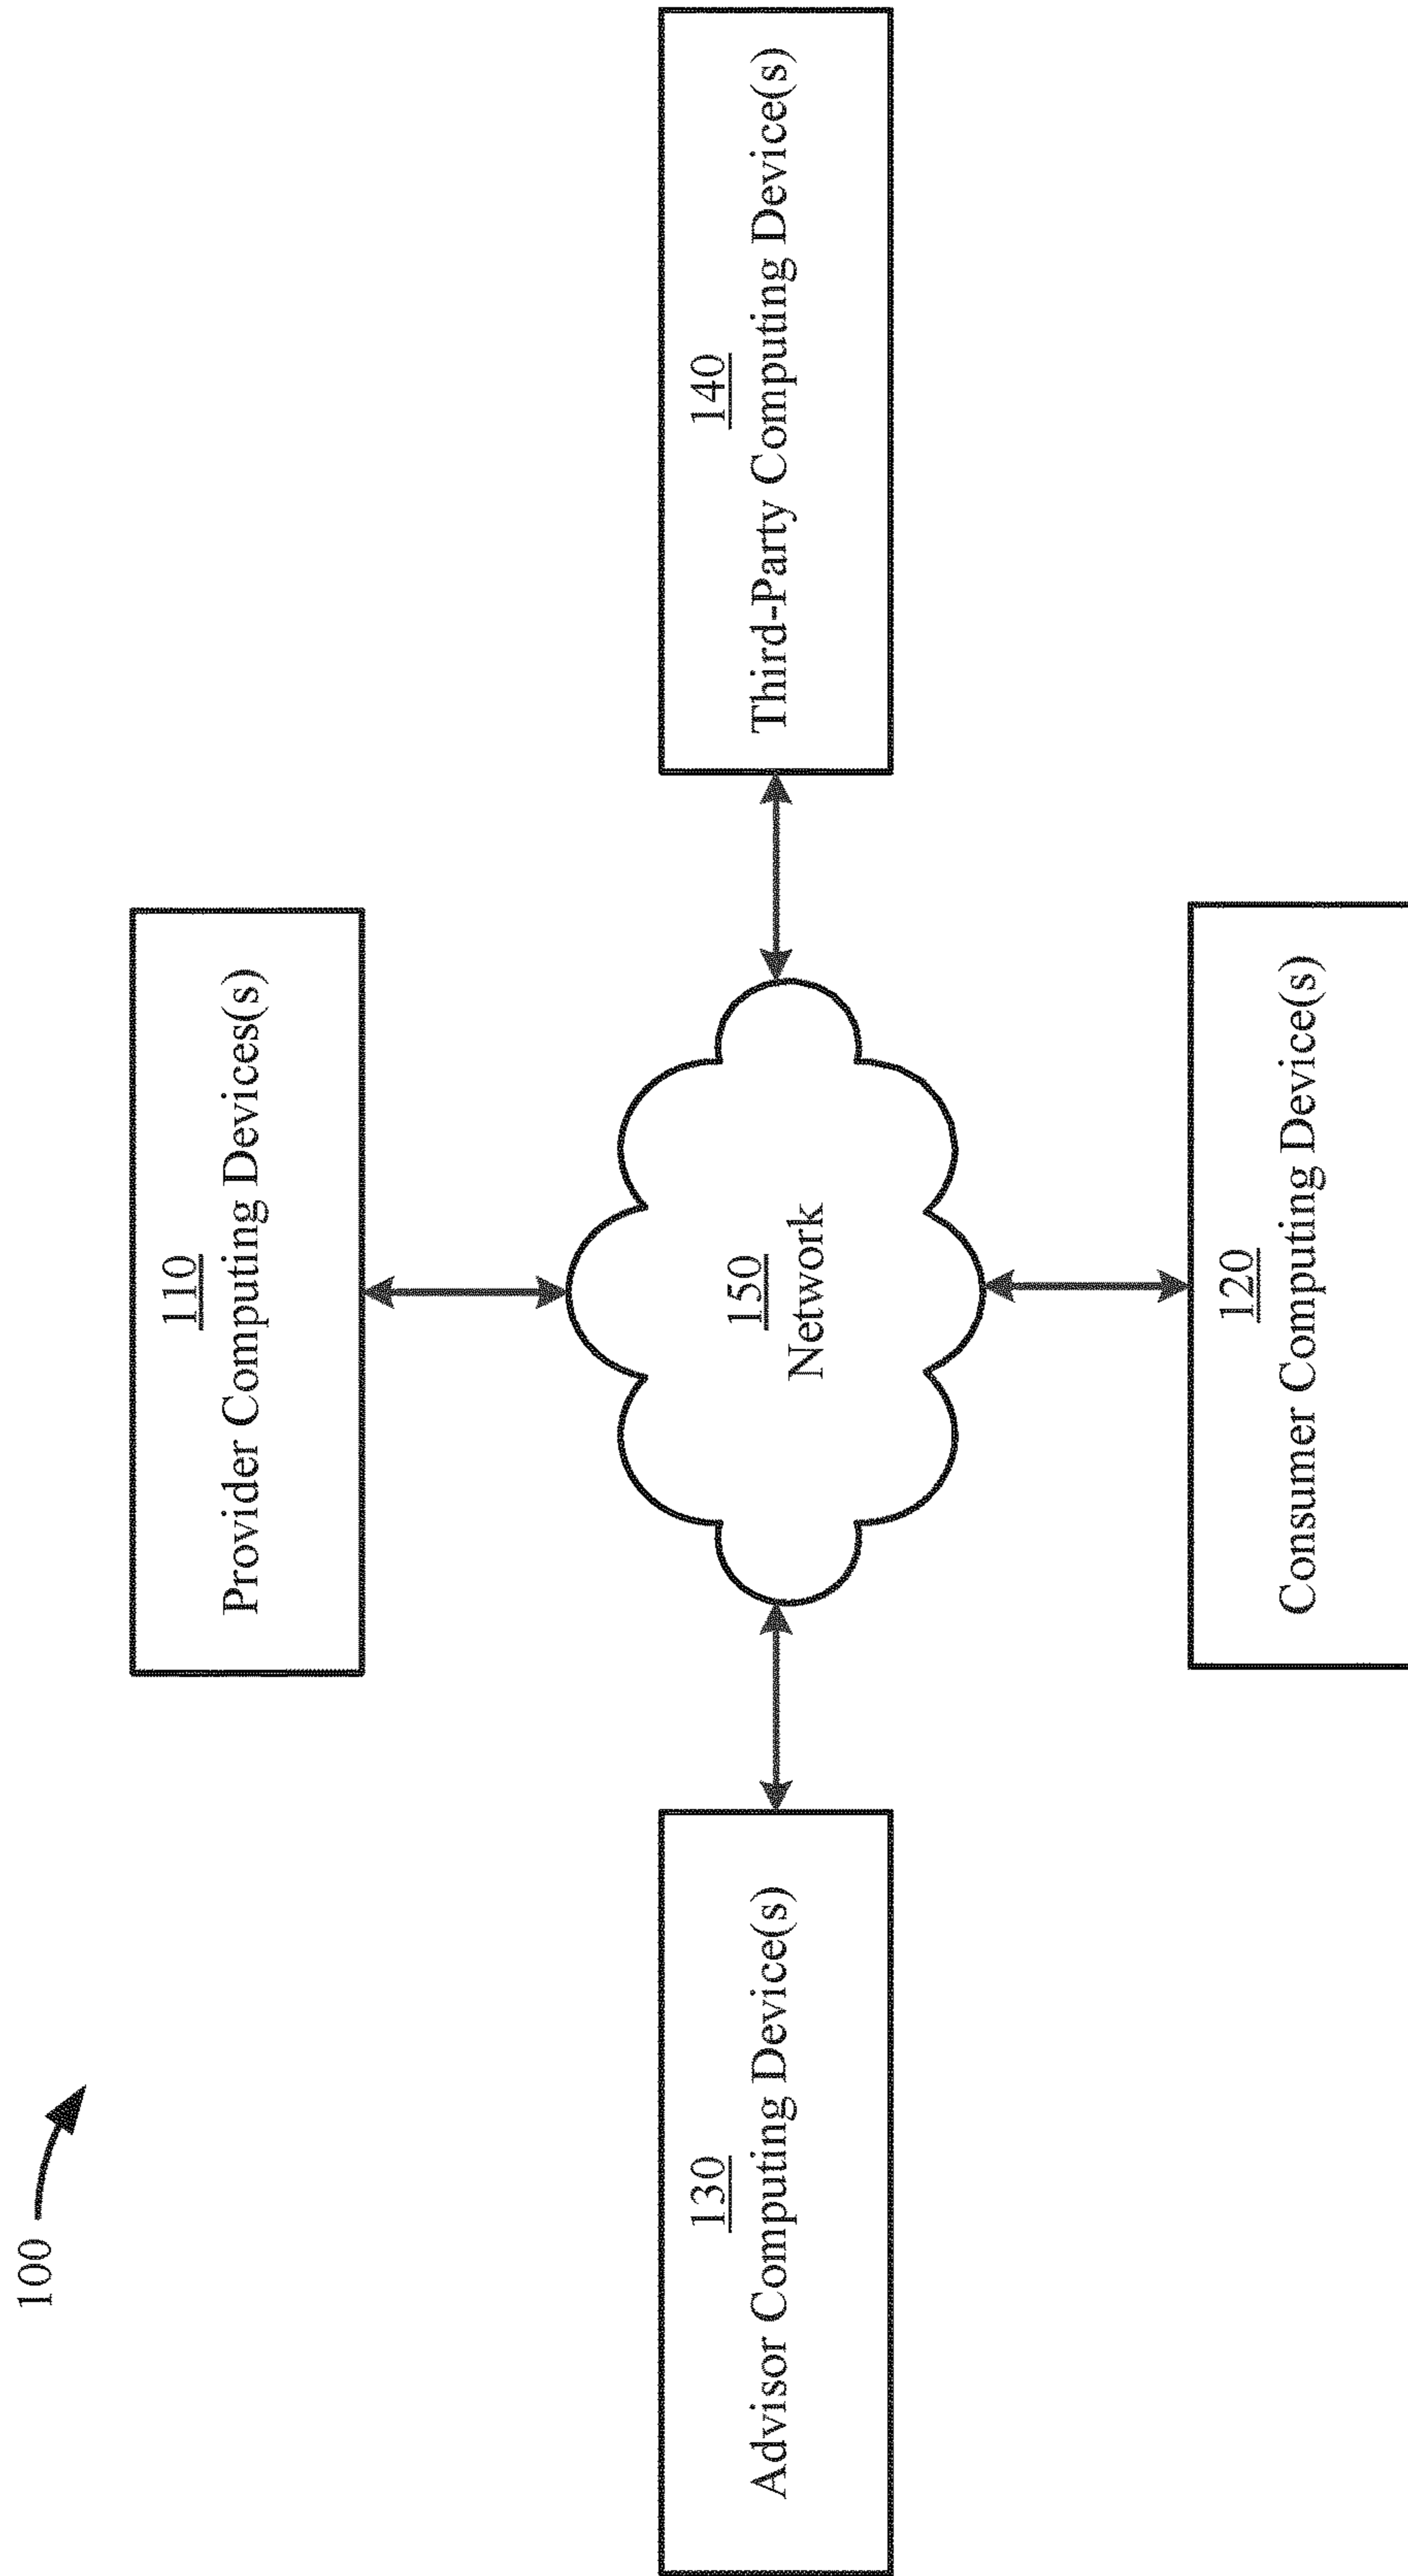 100
110
Provider Computing Devices(s)
130
Advisor Computing Device(s)
150
Network
140
Third-Party Computing Device(s)
120
Consumer Computing Device(s)